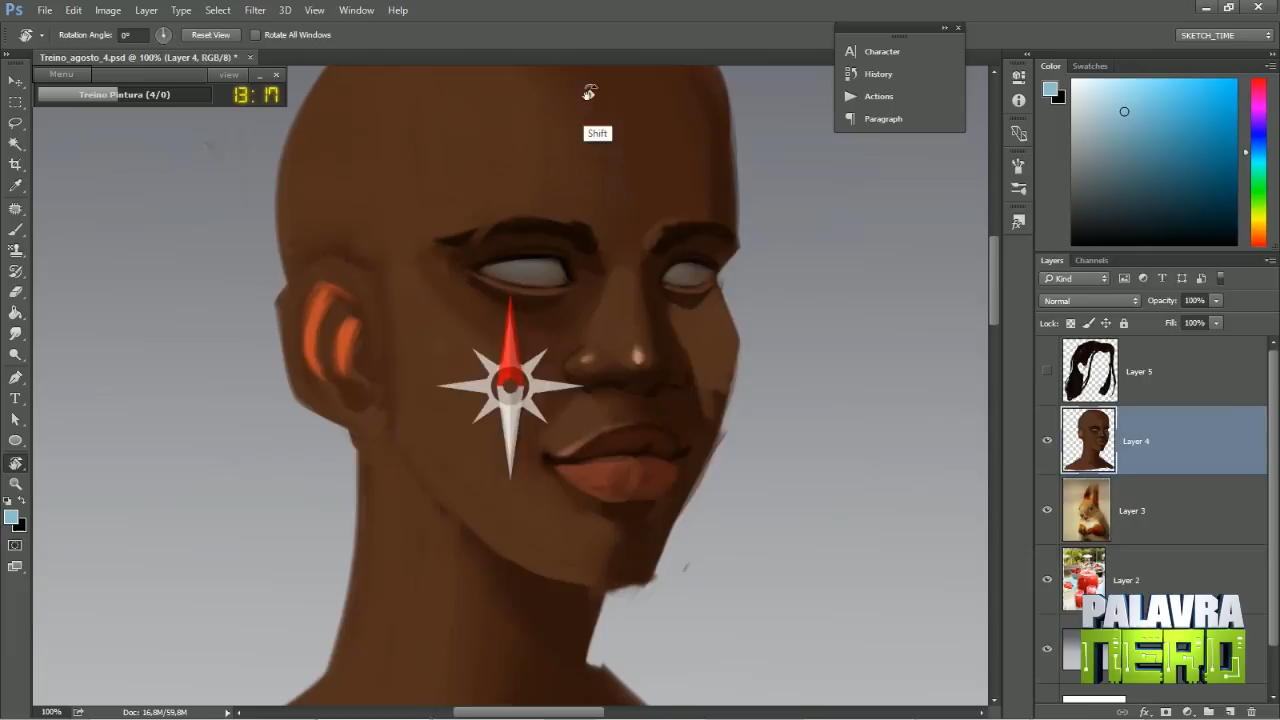 Ps File Edit Image Layer Type Select Filter 3D View Window Help
Rotation Angle: 0° Reset View Rotate All Windows SKETCH_TIME
Treino_agosto_4.psd @ 100% (Layer 4, RGB/8) * ×
Menu view
Treino Pintura (4/0) 13:17
Shift
Character
History
Actions
Paragraph
Color Swatches
Layers Channels
Kind
Normal Opacity: 100%
Lock: Fill: 100%
Layer 5
Layer 4
Layer 3
Layer 2
PALAVRA
NERD
100% Doc: 16,8M/59,8M